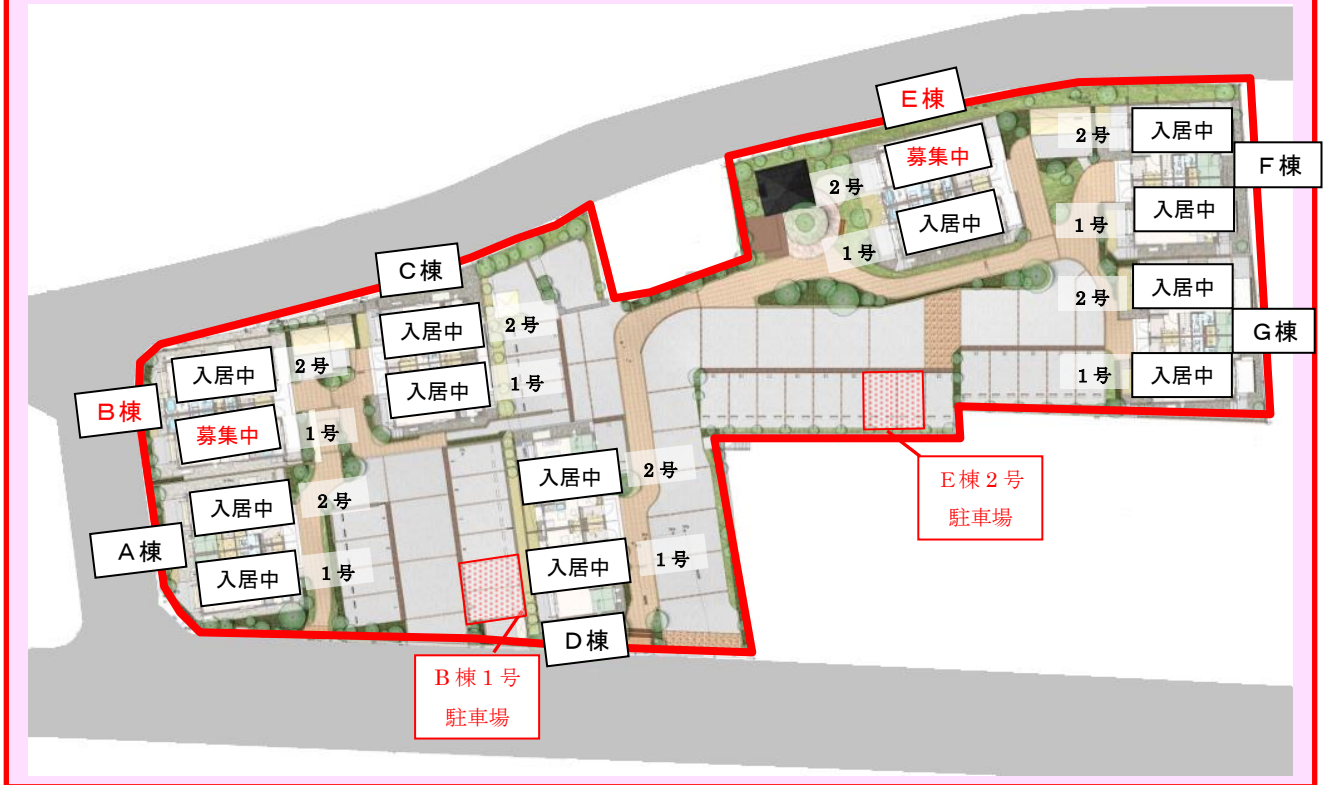 E棟
2号
入居中
F棟
募集中
2号
入居中
入居中
1号
1号
C棟
2号
入居中
G棟
入居中
2号
入居中
1号
入居中
2号
入居中
1号
B棟
募集中
1号
入居中
2号
E棟2号
駐車場
入居中
2号
A棟
入居中
1号
入居中
1号
D棟
B棟1号
駐車場